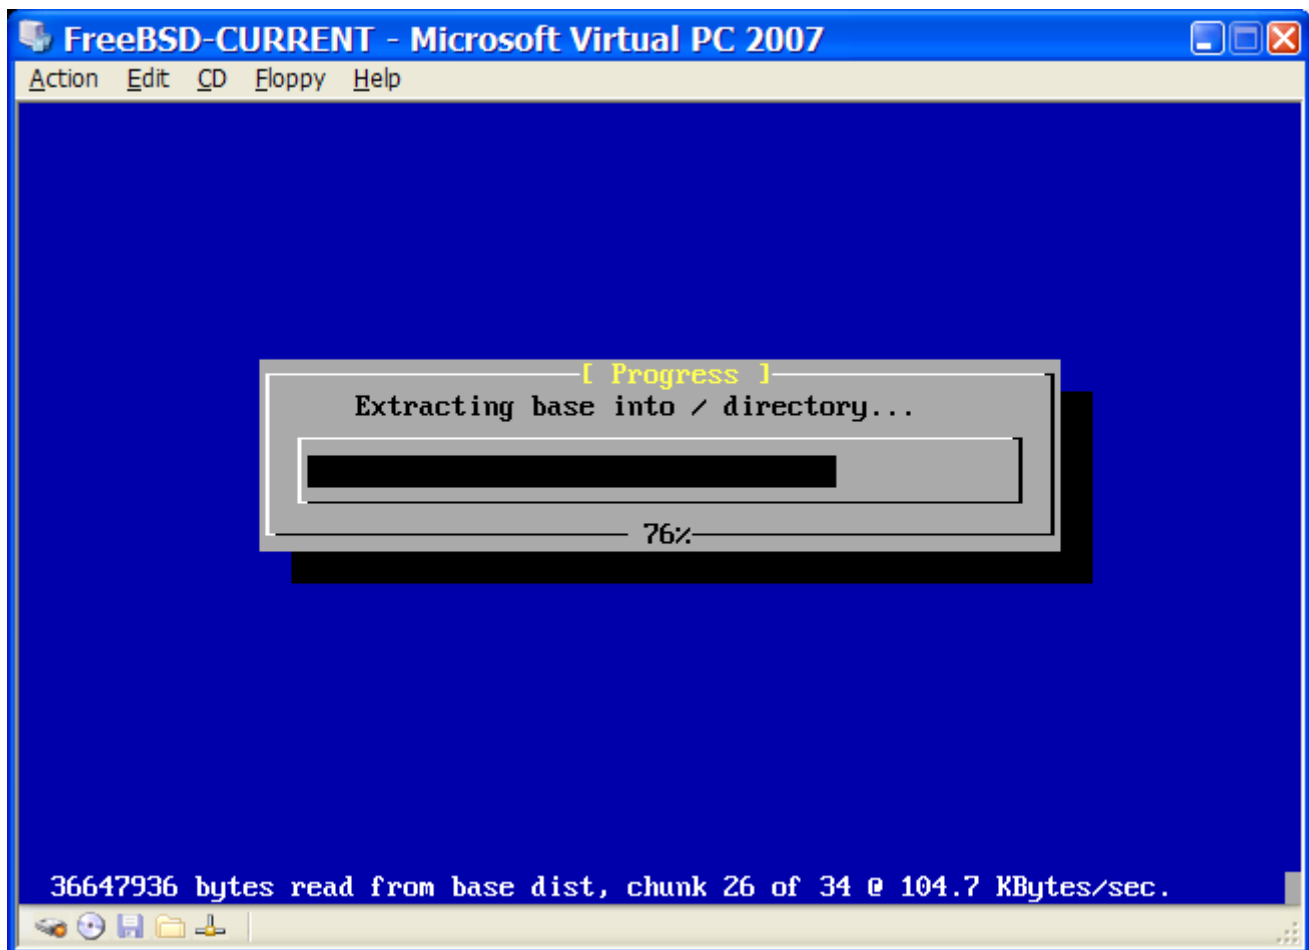 FreeBSD-CURRENT - Microsoft Virtual PC 2007
Action Edit CD Floppy Help
[ Progress ]
Extracting base into / directory...
76%
36647936 bytes read from base dist, chunk 26 of 34 @ 104.7 KBytes/sec.